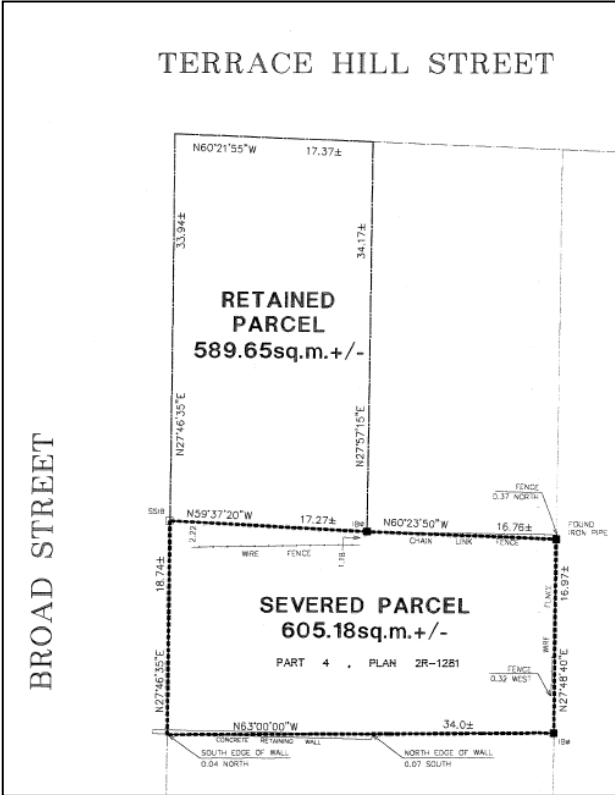 TERRACE HILL STREET
N60°21'55"W 17.37±
33.94±
34.17±
RETAINED
PARCEL
589.65sq.m.+/-
N27°46'35"E
N27°57'15"E
BROAD STREET
FENCE
0.37 NORTH
SSIB
N59°37'20"W 17.27±
IBø
N60°23'50"W 16.76±
FOUND
IRON PIPE
2.22
WIRE FENCE
1.18
CHAIN LINK FENCE
18.74±
16.97±
SEVERED PARCEL
605.18sq.m.+/-
PART 4 , PLAN 2R-1281
WIRE FENCE
FENCE
0.32 WEST
N27°46'35"E
N27°48'40"E
N63°00'00"W 34.0±
CONCRETE RETAINING WALL
IBø
SOUTH EDGE OF WALL
0.04 NORTH
NORTH EDGE OF WALL
0.07 SOUTH